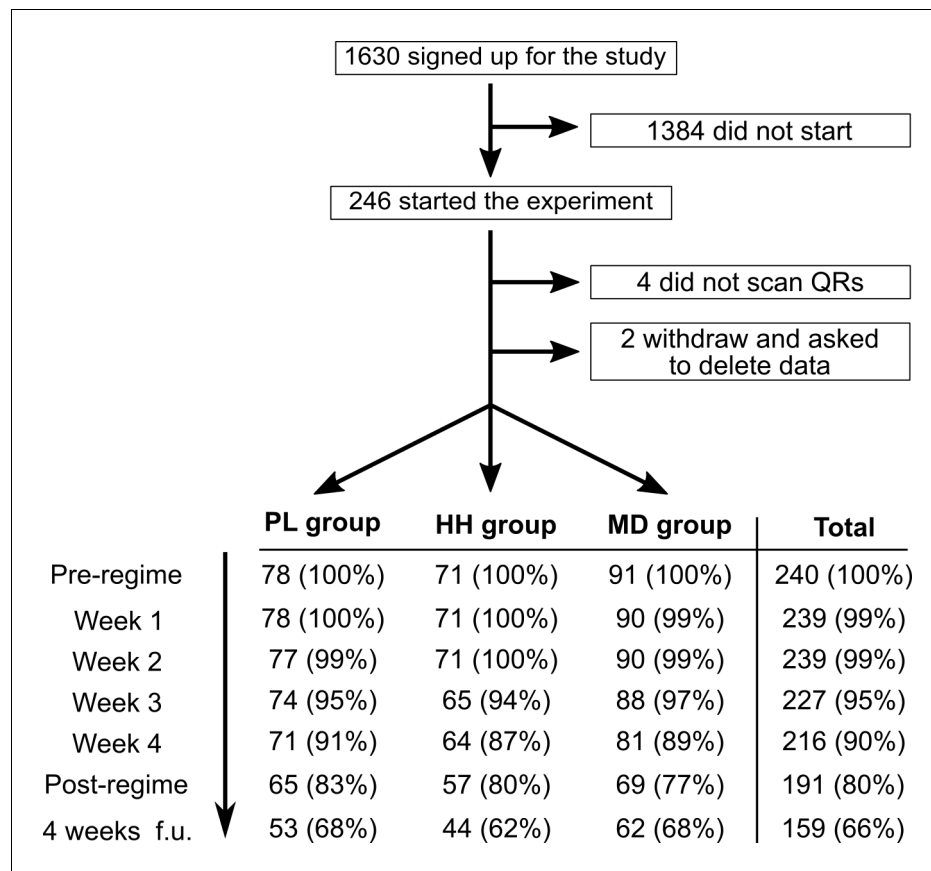 1630 signed up for the study
1384 did not start
246 started the experiment
4 did not scan QRs
2 withdraw and asked
to delete data
PL group HH group MD group Total
Pre-regime 78 (100%) 71 (100%) 91 (100%) 240 (100%)
Week 1 78 (100%) 71 (100%) 90 (99%) 239 (99%)
Week 2 77 (99%) 71 (100%) 90 (99%) 239 (99%)
Week 3 74 (95%) 65 (94%) 88 (97%) 227 (95%)
Week 4 71 (91%) 64 (87%) 81 (89%) 216 (90%)
Post-regime 65 (83%) 57 (80%) 69 (77%) 191 (80%)
4 weeks f.u. 53 (68%) 44 (62%) 62 (68%) 159 (66%)